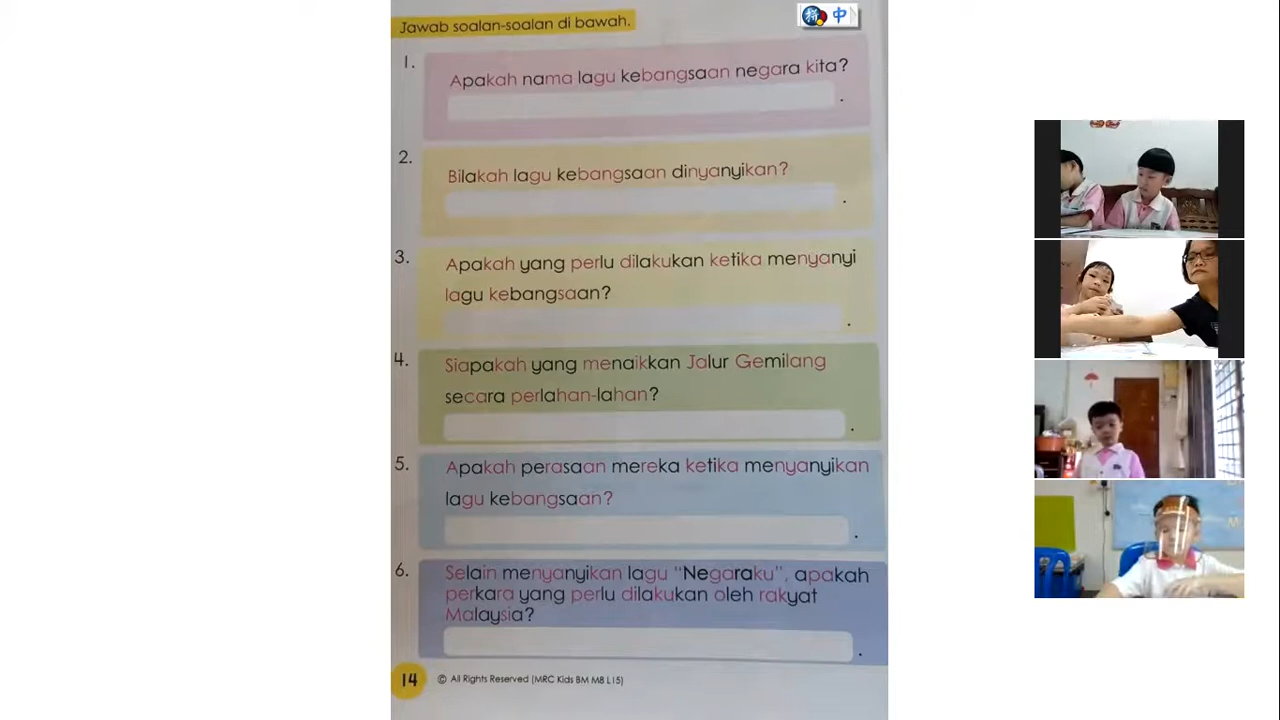 Jawab soalan-soalan di bawah.
拼 中
1.
Apakah nama lagu kebangsaan negara kita?
.
2.
Bilakah lagu kebangsaan dinyanyikan?
.
3.
Apakah yang perlu dilakukan ketika menyanyi
lagu kebangsaan?
.
4.
Siapakah yang menaikkan Jalur Gemilang
secara perlahan-lahan?
.
5.
Apakah perasaan mereka ketika menyanyikan
lagu kebangsaan?
.
6.
Selain menyanyikan lagu "Negaraku", apakah
perkara yang perlu dilakukan oleh rakyat
Malaysia?
.
14
© All Rights Reserved (MRC Kids BM M8 L15)